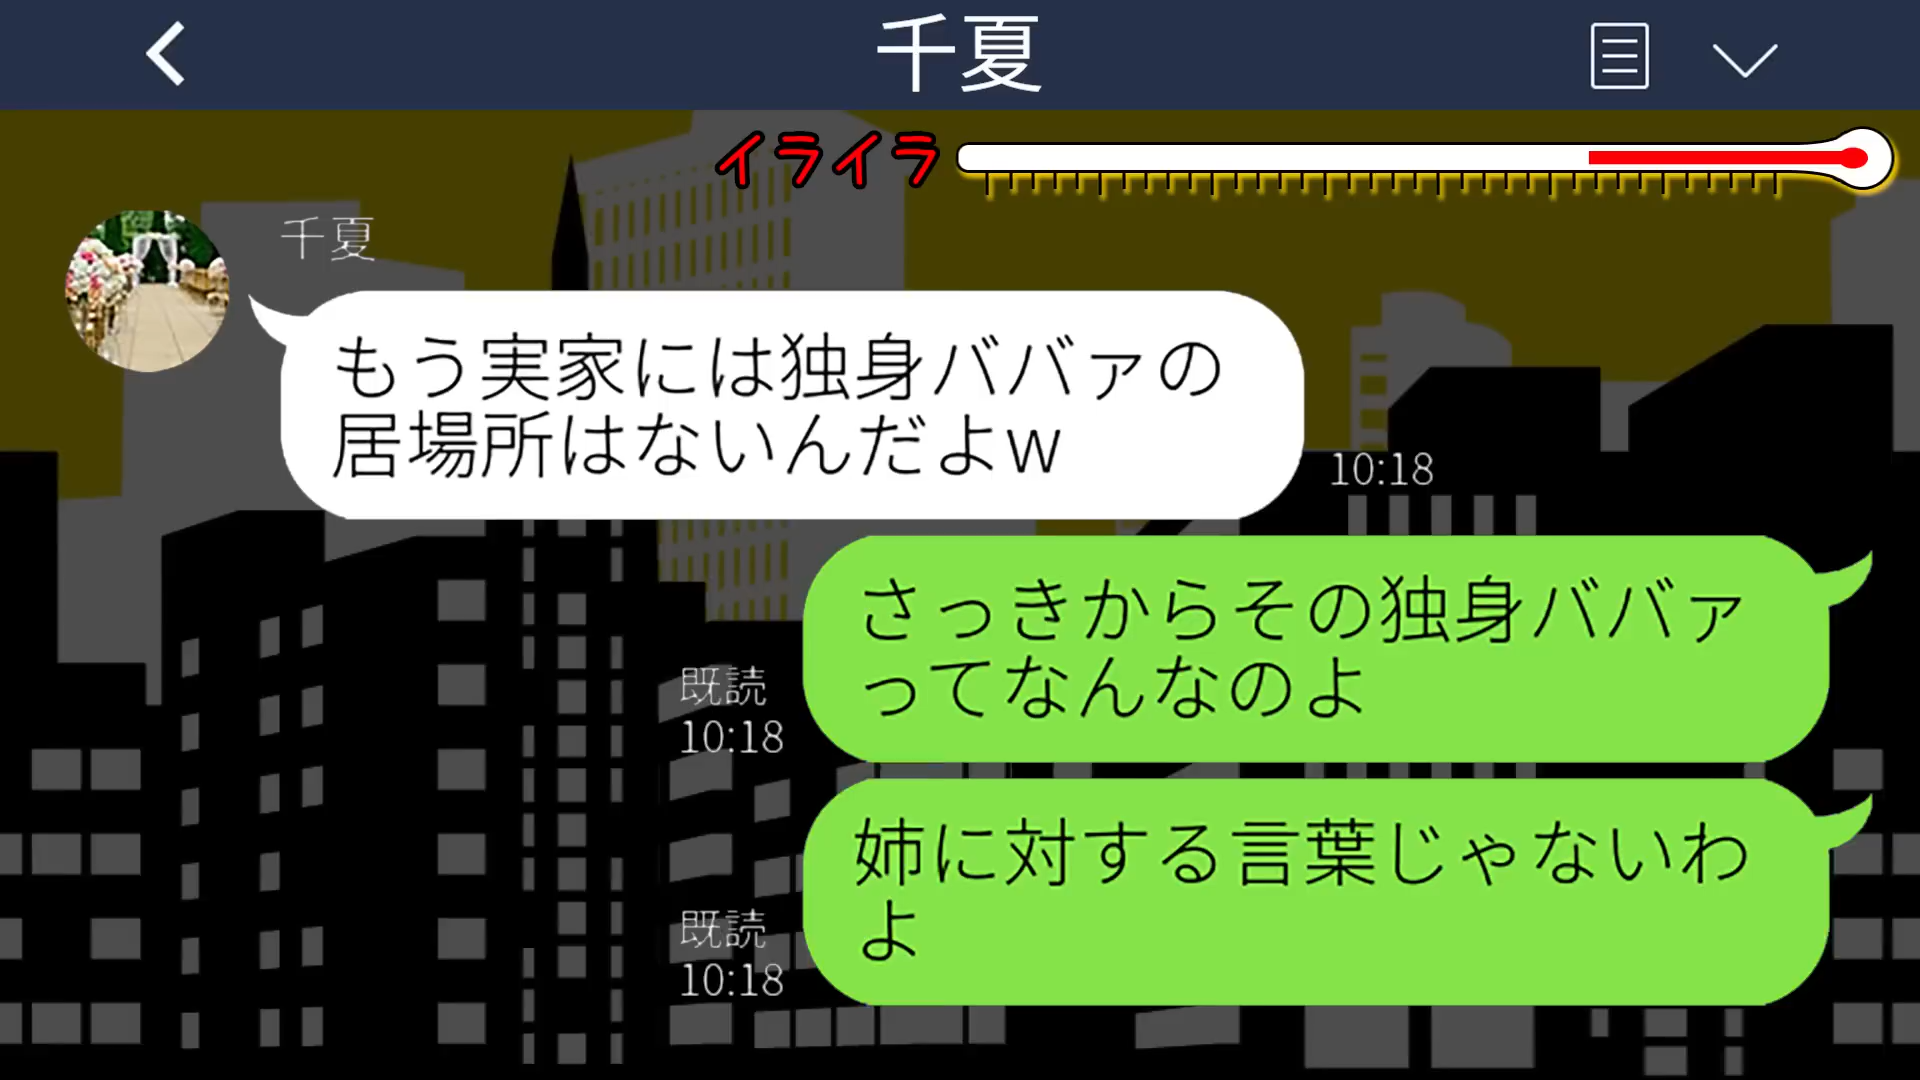 千夏
イライラ
千夏
もう実家には独身ババァの
居場所はないんだよw
10:18
さっきからその独身ババァ
ってなんなのよ
既読
10:18
姉に対する言葉じゃないわ
よ
既読
10:18